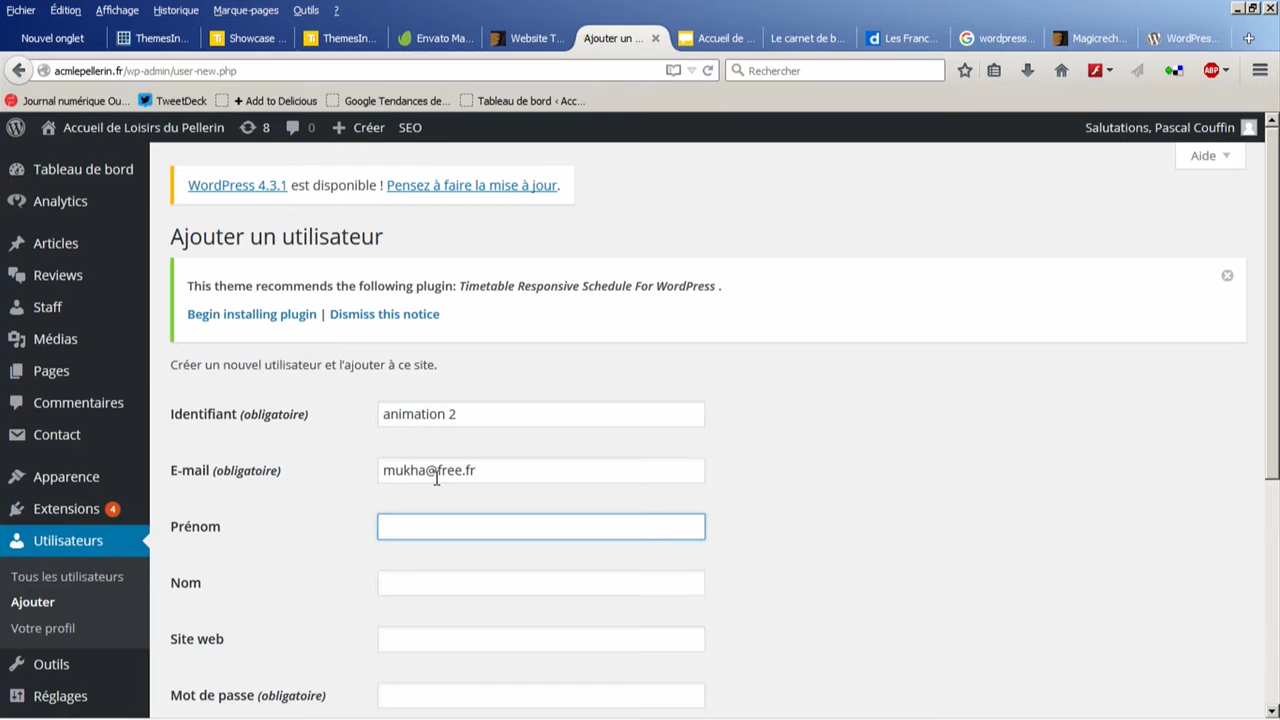 Fichier Édition Affichage Historique Marque-pages Outils ?
Nouvel onglet ThemesIn... Showcase ... ThemesIn... Envato Ma... Website T... Ajouter un ... Accueil de ... Le carnet de b... Les Franc... wordpress... Magicrech... WordPres...
acmlepellerin.fr/wp-admin/user-new.php Rechercher ABP
Journal numérique Ou... TweetDeck + Add to Delicious Google Tendances de... Tableau de bord ‹ Acc...
Accueil de Loisirs du Pellerin 8 0 Créer SEO Salutations, Pascal Couffin
Aide
Tableau de bord
Analytics
Articles
Reviews
Staff
Médias
Pages
Commentaires
Contact
Apparence
Extensions 4
Utilisateurs
Tous les utilisateurs
Ajouter
Votre profil
Outils
Réglages
WordPress 4.3.1 est disponible ! Pensez à faire la mise à jour.
Ajouter un utilisateur
This theme recommends the following plugin: Timetable Responsive Schedule For WordPress .
Begin installing plugin | Dismiss this notice
Créer un nouvel utilisateur et l'ajouter à ce site.
Identifiant (obligatoire) animation 2
E-mail (obligatoire) mukha@free.fr
Prénom
Nom
Site web
Mot de passe (obligatoire)